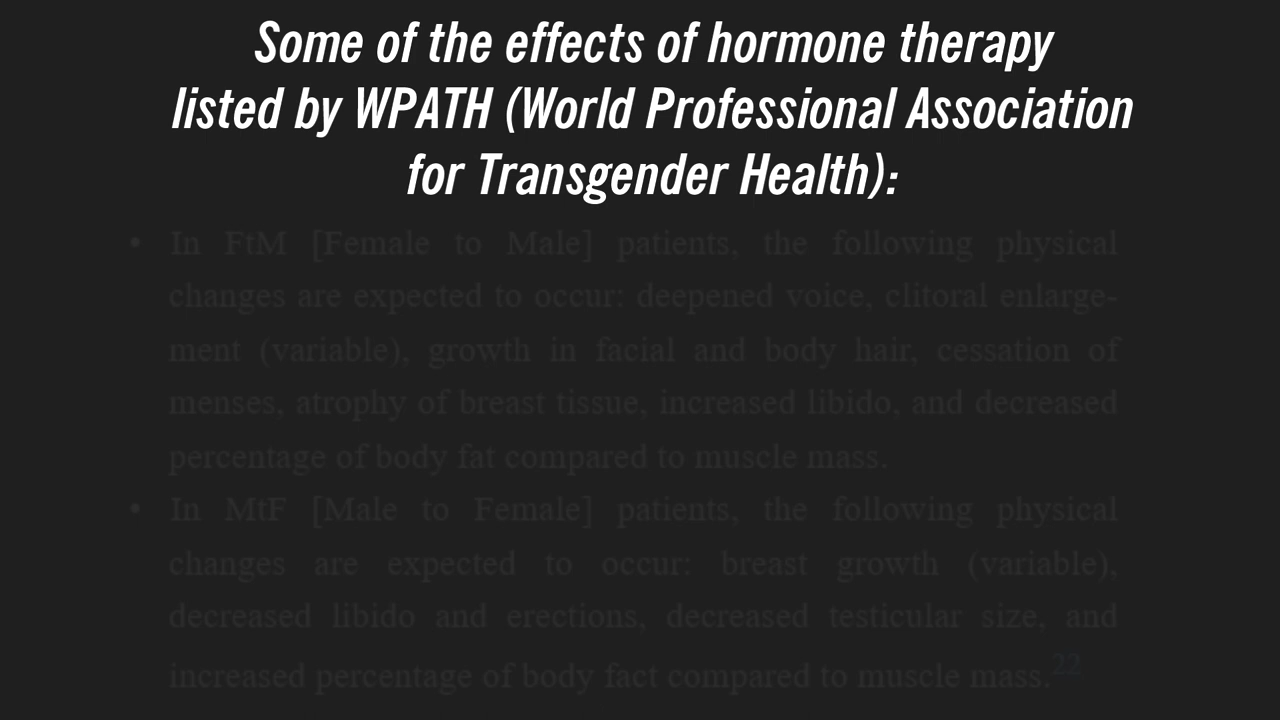 Some of the effects of hormone therapy
listed by WPATH (World Professional Association
for Transgender Health):
• In FtM [Female to Male] patients, the following physical
changes are expected to occur: deepened voice, clitoral enlarge-
ment (variable), growth in facial and body hair, cessation of
menses, atrophy of breast tissue, increased libido, and decreased
percentage of body fat compared to muscle mass.
• In MtF [Male to Female] patients, the following physical
changes are expected to occur: breast growth (variable),
decreased libido and erections, decreased testicular size, and
increased percentage of body fact compared to muscle mass.22